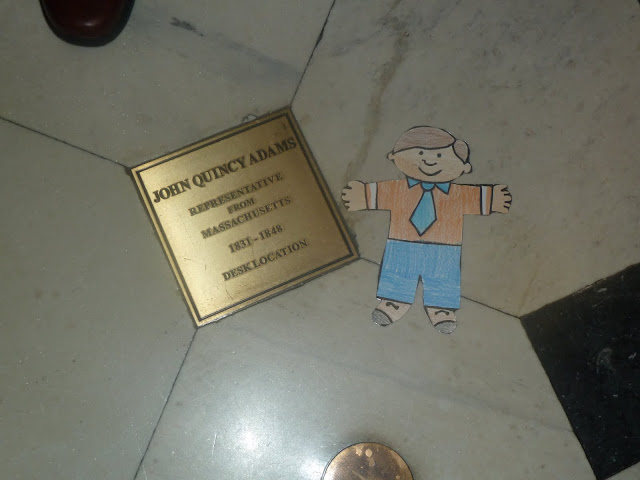 JOHN QUINCY ADAMS
REPRESENTATIVE
FROM
MASSACHUSETTS
1831-1848
DESK LOCATION